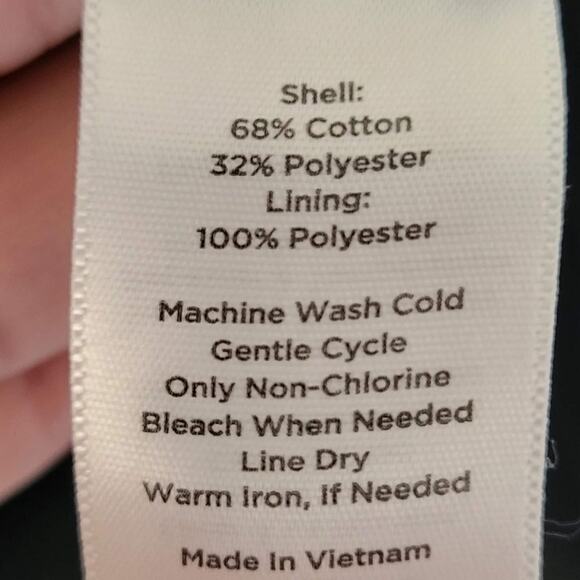 Shell:
68% Cotton
32% Polyester
Lining:
100% Polyester
Machine Wash Cold
Gentle Cycle
Only Non-Chlorine
Bleach When Needed
Line Dry
Warm Iron, If Needed
Made In Vietnam